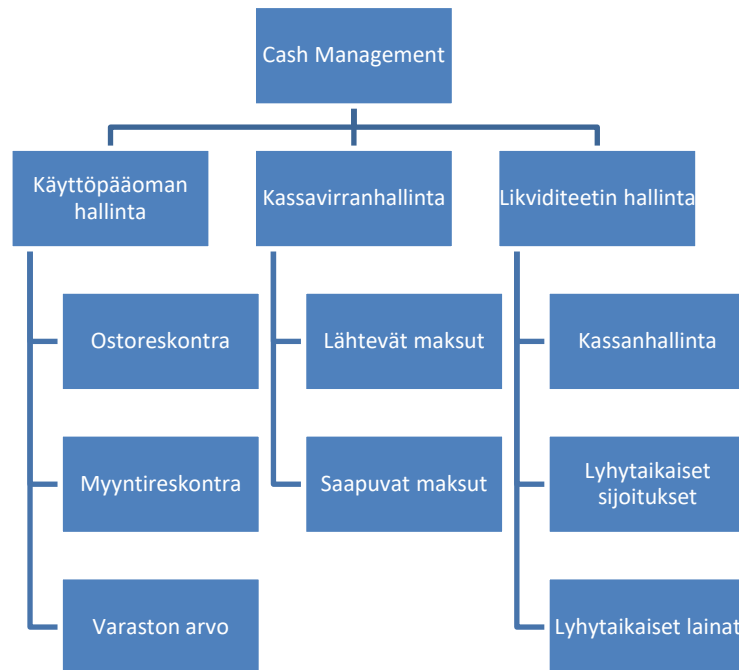 Cash Management
Käyttöpääoman
hallinta
Kassavirranhallinta
Likviditeetin hallinta
Ostoreskontra
Lähtevät maksut
Kassanhallinta
Myyntireskontra
Saapuvat maksut
Lyhytaikaiset
sijoitukset
Varaston arvo
Lyhytaikaiset lainat